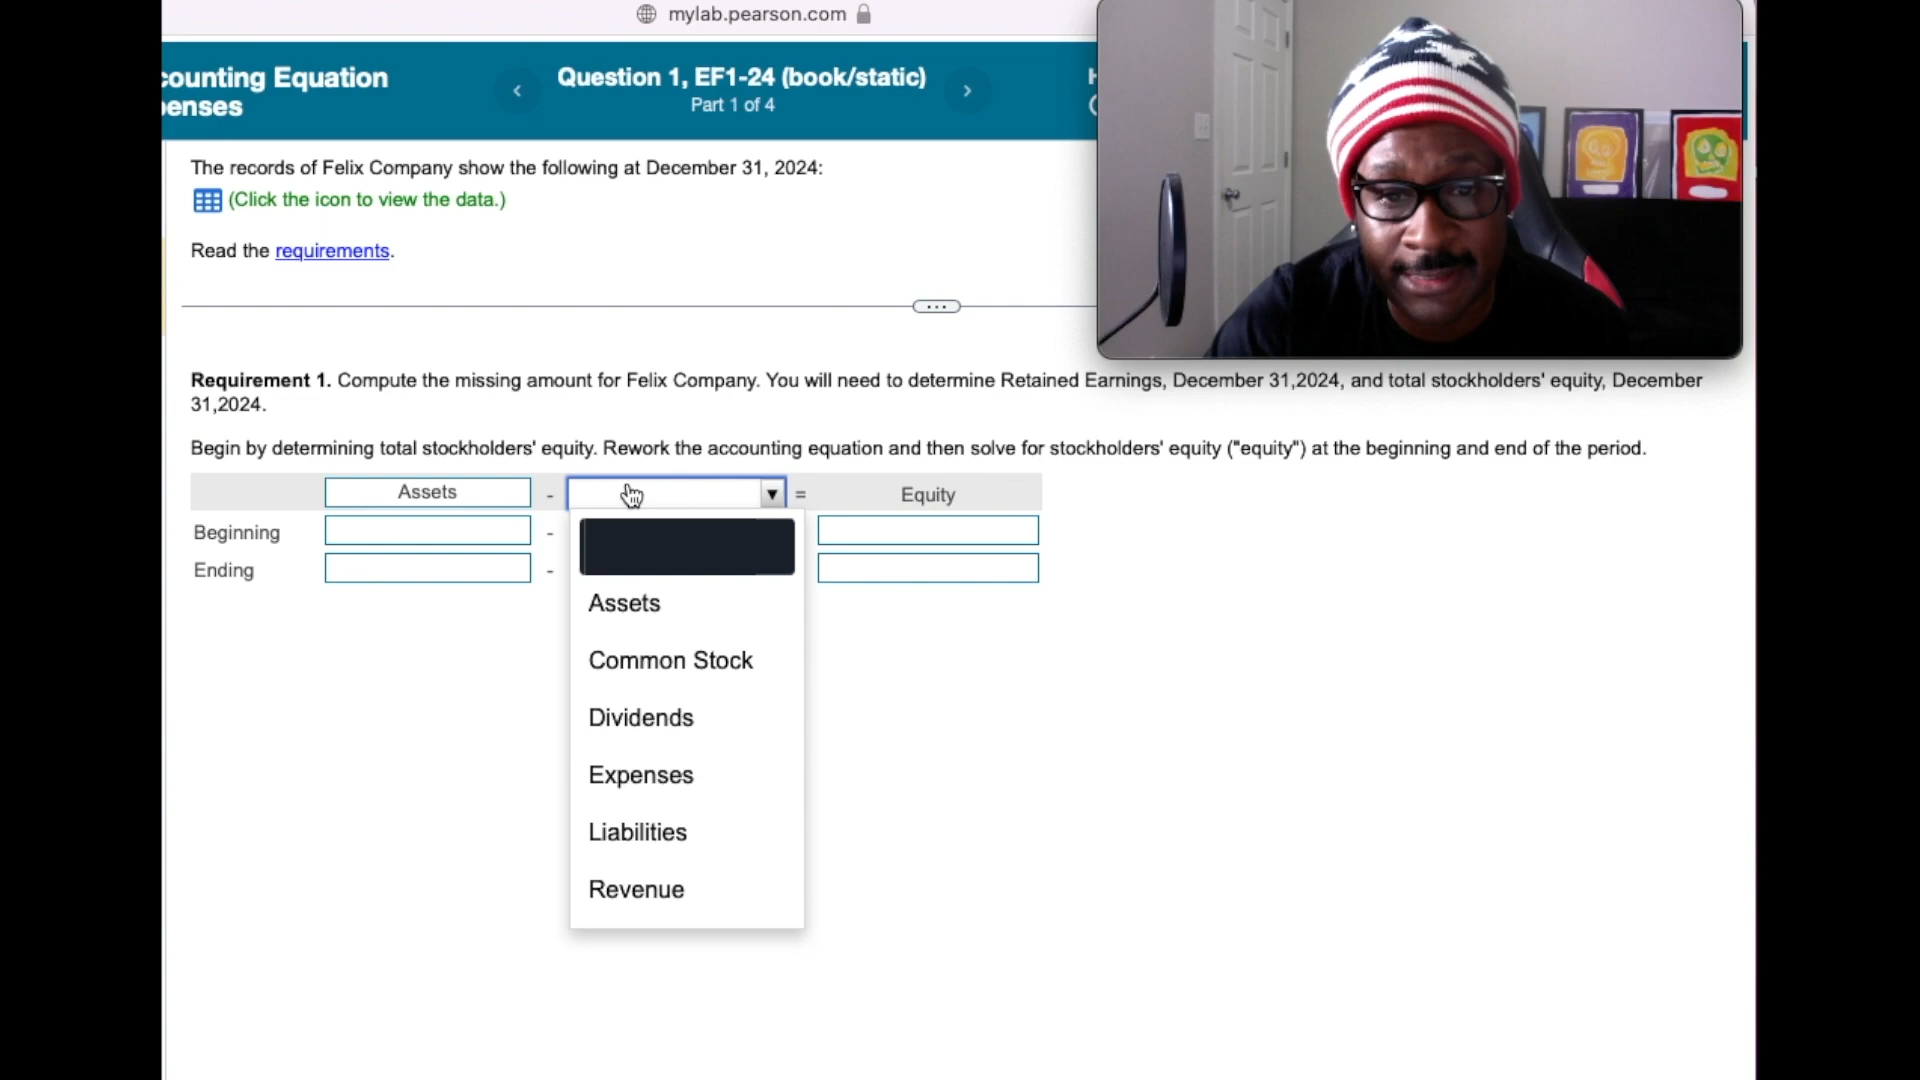 mylab.pearson.com
counting Equation
penses
Question 1, EF1-24 (book/static)
Part 1 of 4
The records of Felix Company show the following at December 31, 2024:
(Click the icon to view the data.)
Read the requirements.
Requirement 1. Compute the missing amount for Felix Company. You will need to determine Retained Earnings, December 31,2024, and total stockholders' equity, December
31,2024.
Begin by determining total stockholders' equity. Rework the accounting equation and then solve for stockholders' equity ("equity") at the beginning and end of the period.
Assets - = Equity
Beginning -
Ending -
Assets
Common Stock
Dividends
Expenses
Liabilities
Revenue